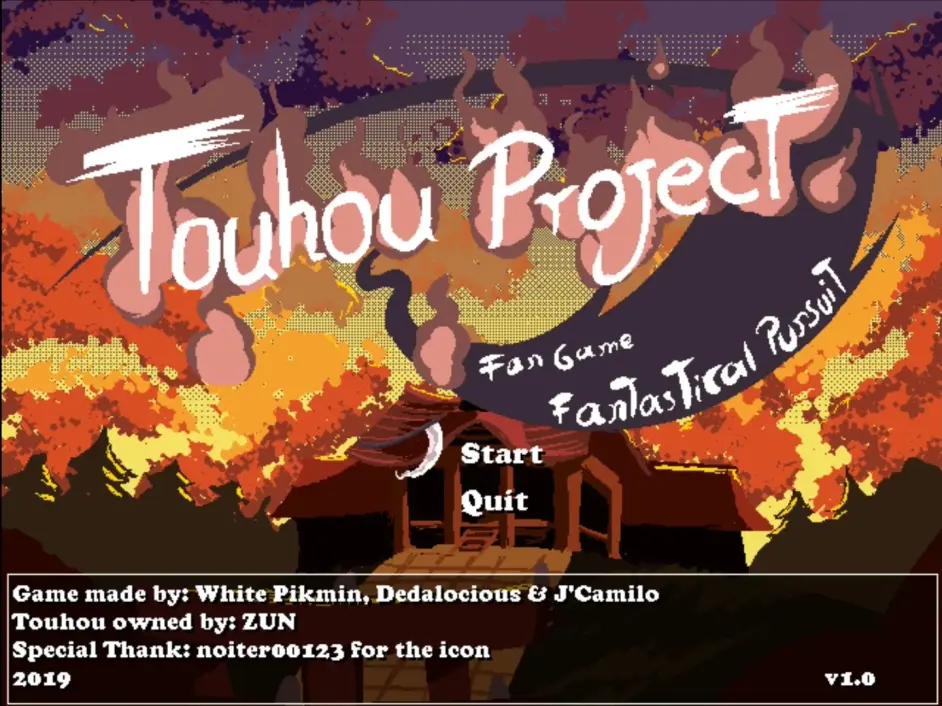 Touhou Project
Fan Game
Fantastical Pursuit
Start
Quit
Game made by: White Pikmin, Dedalocious & J'Camilo
Touhou owned by: ZUN
Special Thank: noiter00123 for the icon
2019 v1.0